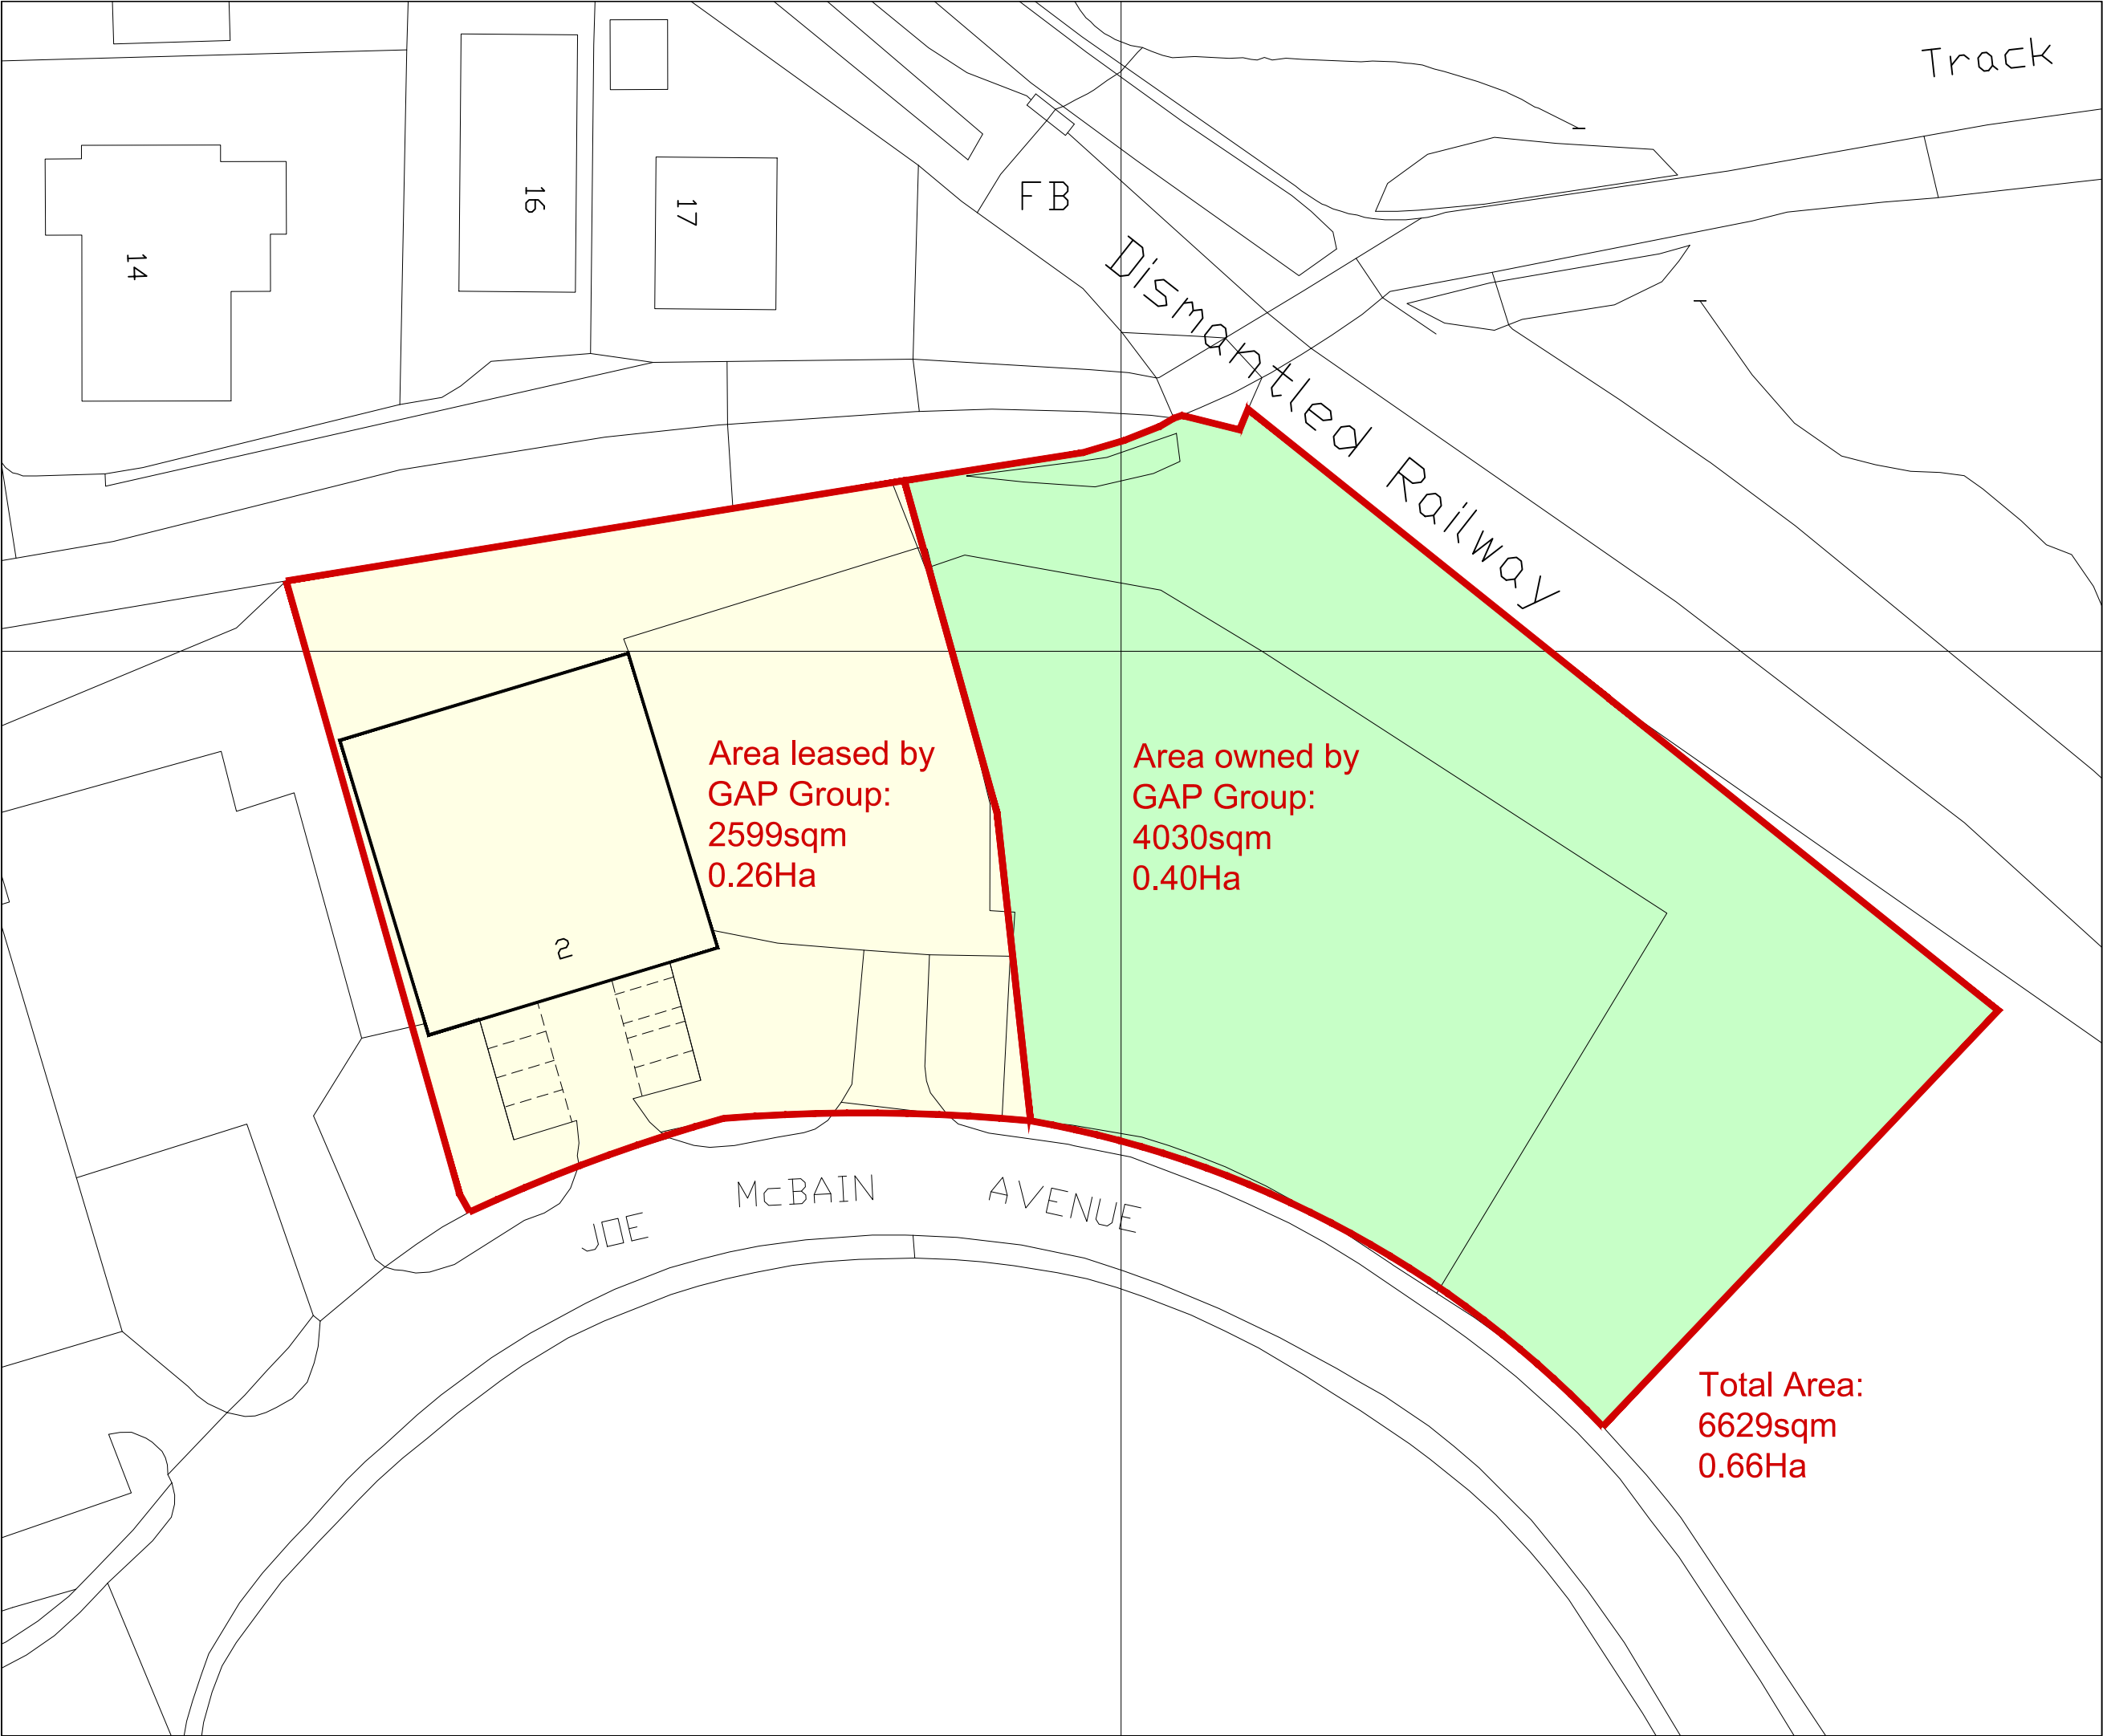 Track
16
17
FB
14
Dismantled Railway
Area leased by
GAP Group:
2599sqm
0.26Ha
Area owned by
GAP Group:
4030sqm
0.40Ha
2
JOE McBAIN AVENUE
Total Area:
6629sqm
0.66Ha